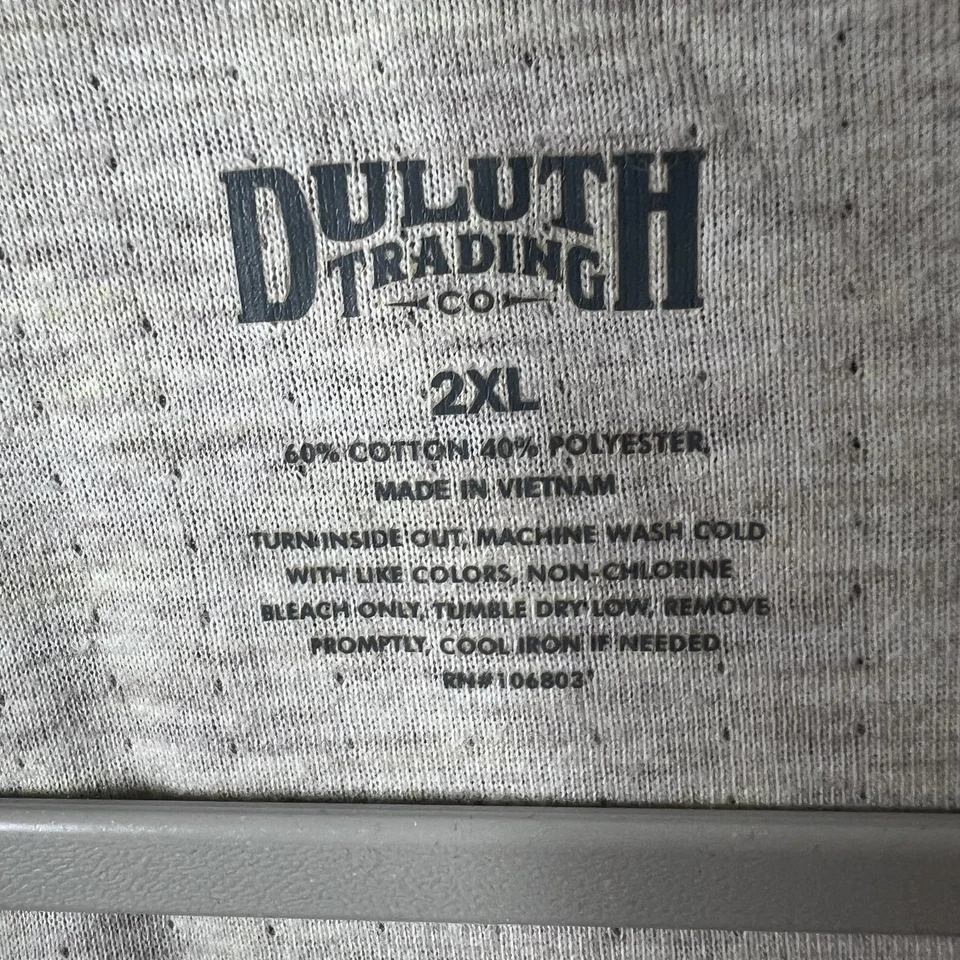 DULUTH
TRADING
CO
2XL
60% COTTON 40% POLYESTER,
MADE IN VIETNAM
TURN INSIDE OUT, MACHINE WASH COLD
WITH LIKE COLORS, NON-CHLORINE
BLEACH ONLY, TUMBLE DRY LOW, REMOVE
PROMPTLY, COOL IRON IF NEEDED
RN#106803